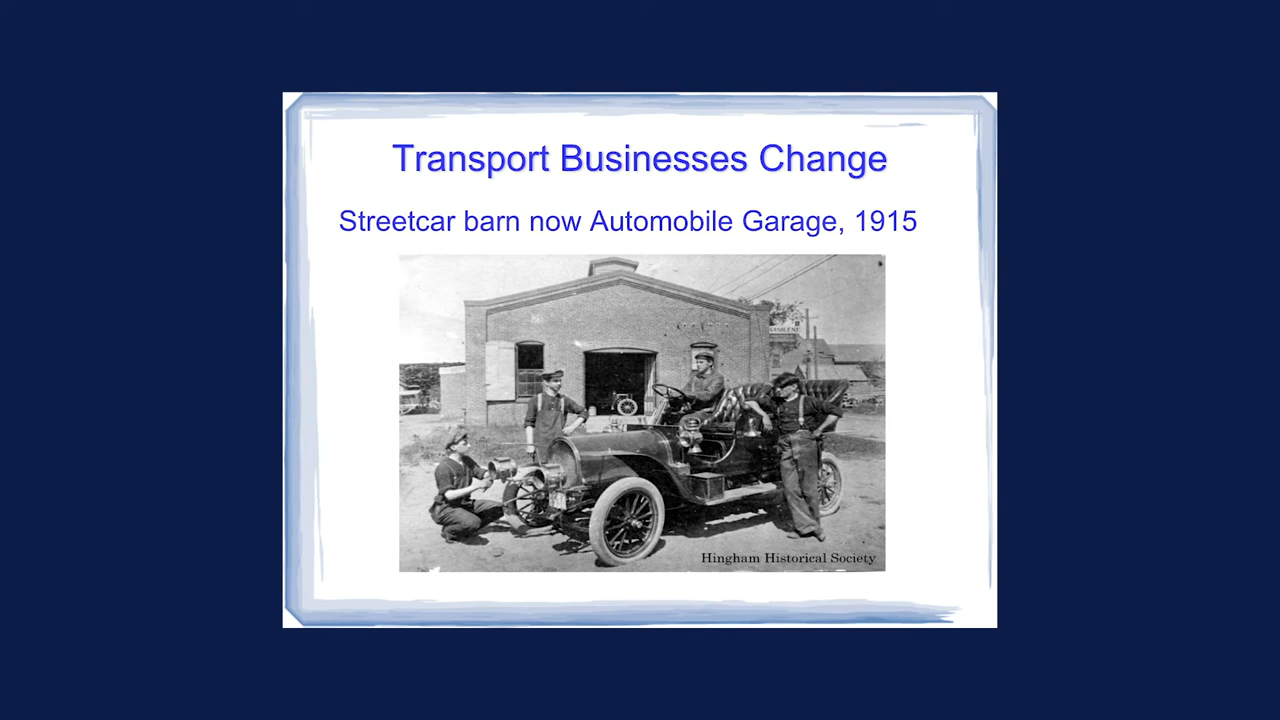 Transport Businesses Change
Streetcar barn now Automobile Garage, 1915
Hingham Historical Society